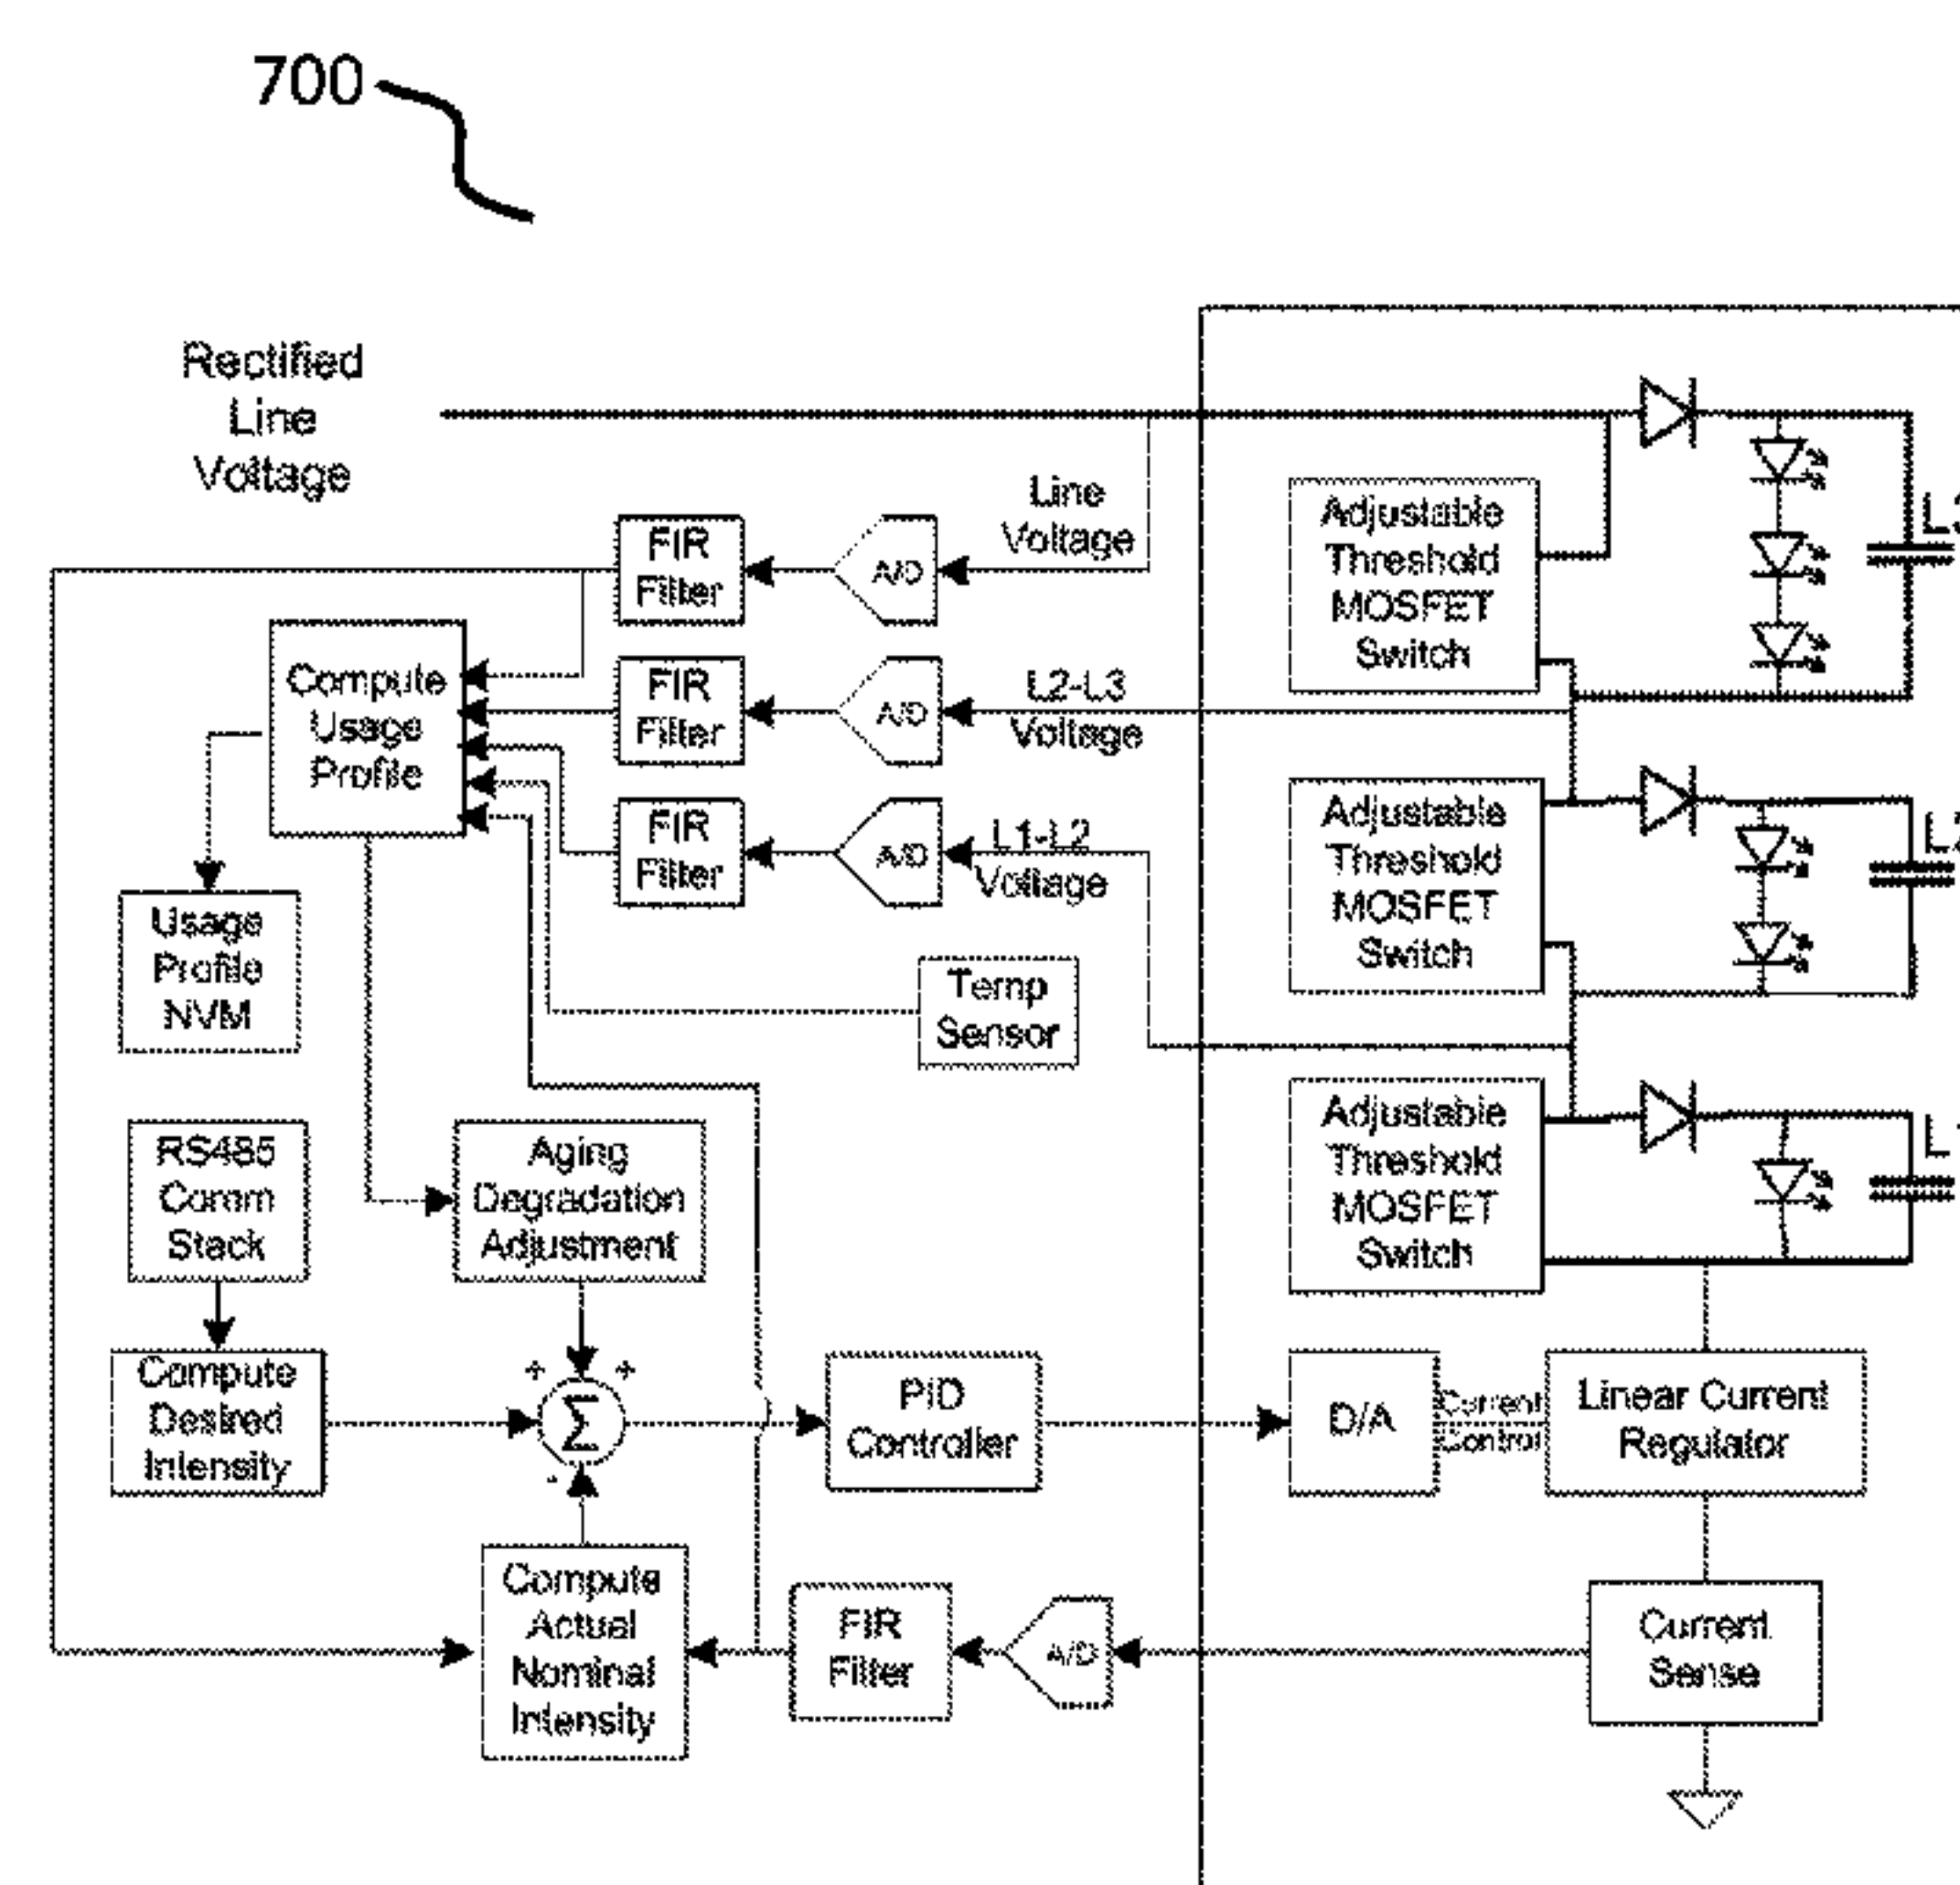 700
Rectified
Line
Voltage
Line
Voltage
FIR
Filter
A/D
Adjustable
Threshold
MOSFET
Switch
Compute
Usage
Profile
FIR
Filter
A/D
L2-L3
Voltage
FIR
Filter
A/D
L1-L2
Voltage
Adjustable
Threshold
MOSFET
Switch
Usage
Profile
NVM
Temp
Sensor
RS485
Comm
Stack
Aging
Degradation
Adjustment
Adjustable
Threshold
MOSFET
Switch
+ +
Compute
Desired
Intensity
Σ
-
PID
Controller
D/A
Current
Control
Linear Current
Regulator
Compute
Actual
Nominal
Intensity
FIR
Filter
A/D
Current
Sense